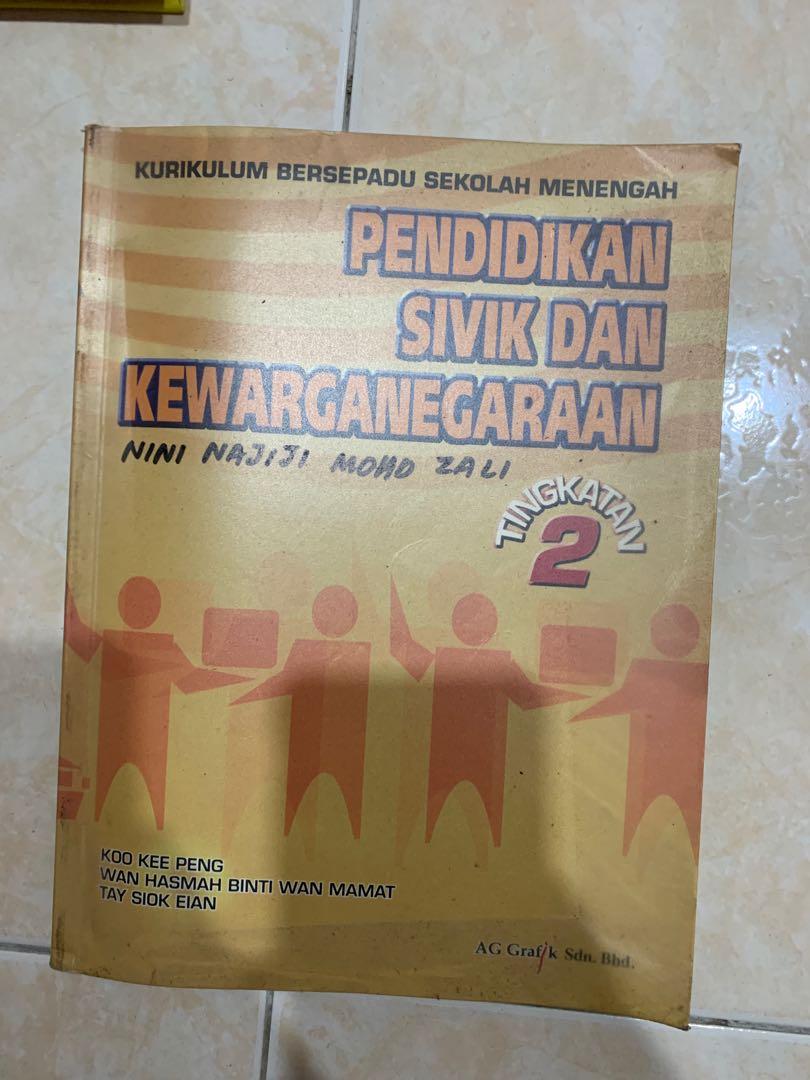 KURIKULUM BERSEPADU SEKOLAH MENENGAH
PENDIDIKAN
SIVIK DAN
KEWARGANEGARAAN
NINI NAJIJI MOHD ZALI
TINGKATAN
2
KOO KEE PENG
WAN HASMAH BINTI WAN MAMAT
TAY SIOK EIAN
AG Grafik Sdn. Bhd.